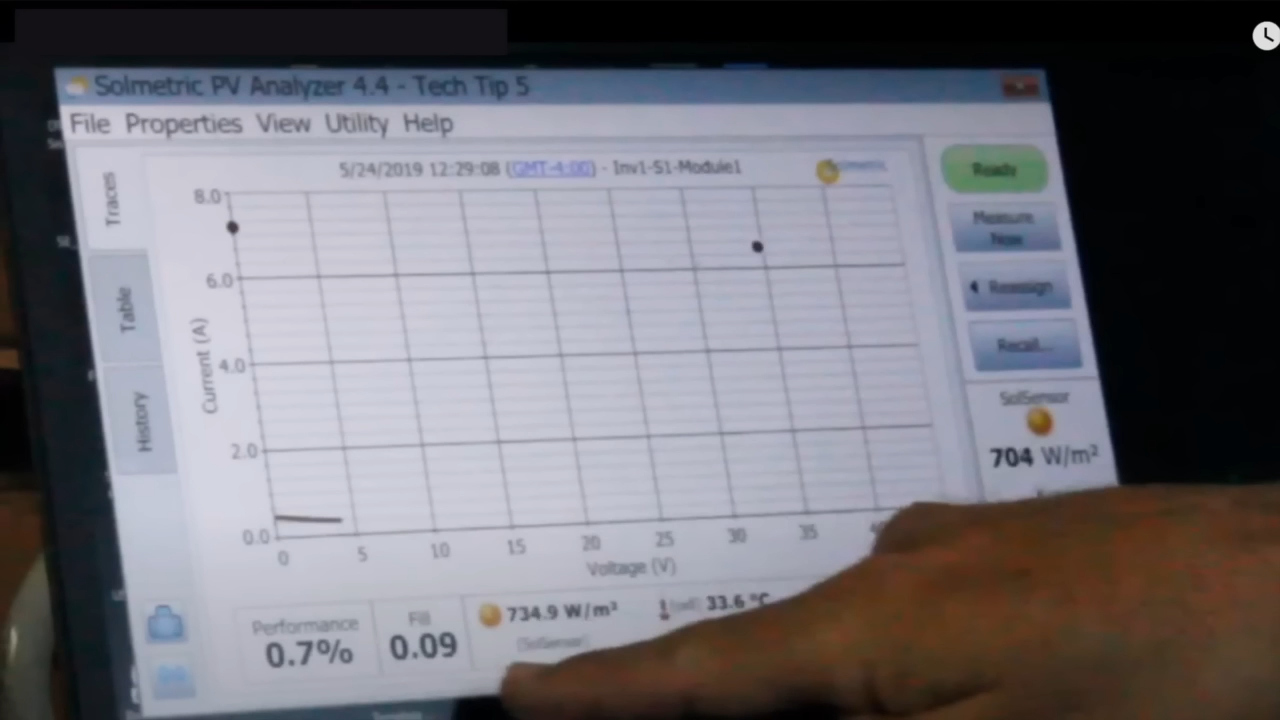 Solmetric PV Analyzer 4.4 - Tech Tip 5
File Properties View Utility Help
5/24/2019 12:29:08 (GMT-4:00) - Inv1-S1-Module1
Solmetric
Traces
Table
History
Current (A)
8.0
6.0
4.0
2.0
0.0
0 5 10 15 20 25 30 35
Voltage (V)
Ready
Measure
Now
Reassign
Recall...
SolSensor
704 W/m²
Performance
0.7%
Fill
0.09
734.9 W/m²
(SolSensor)
33.6 °C